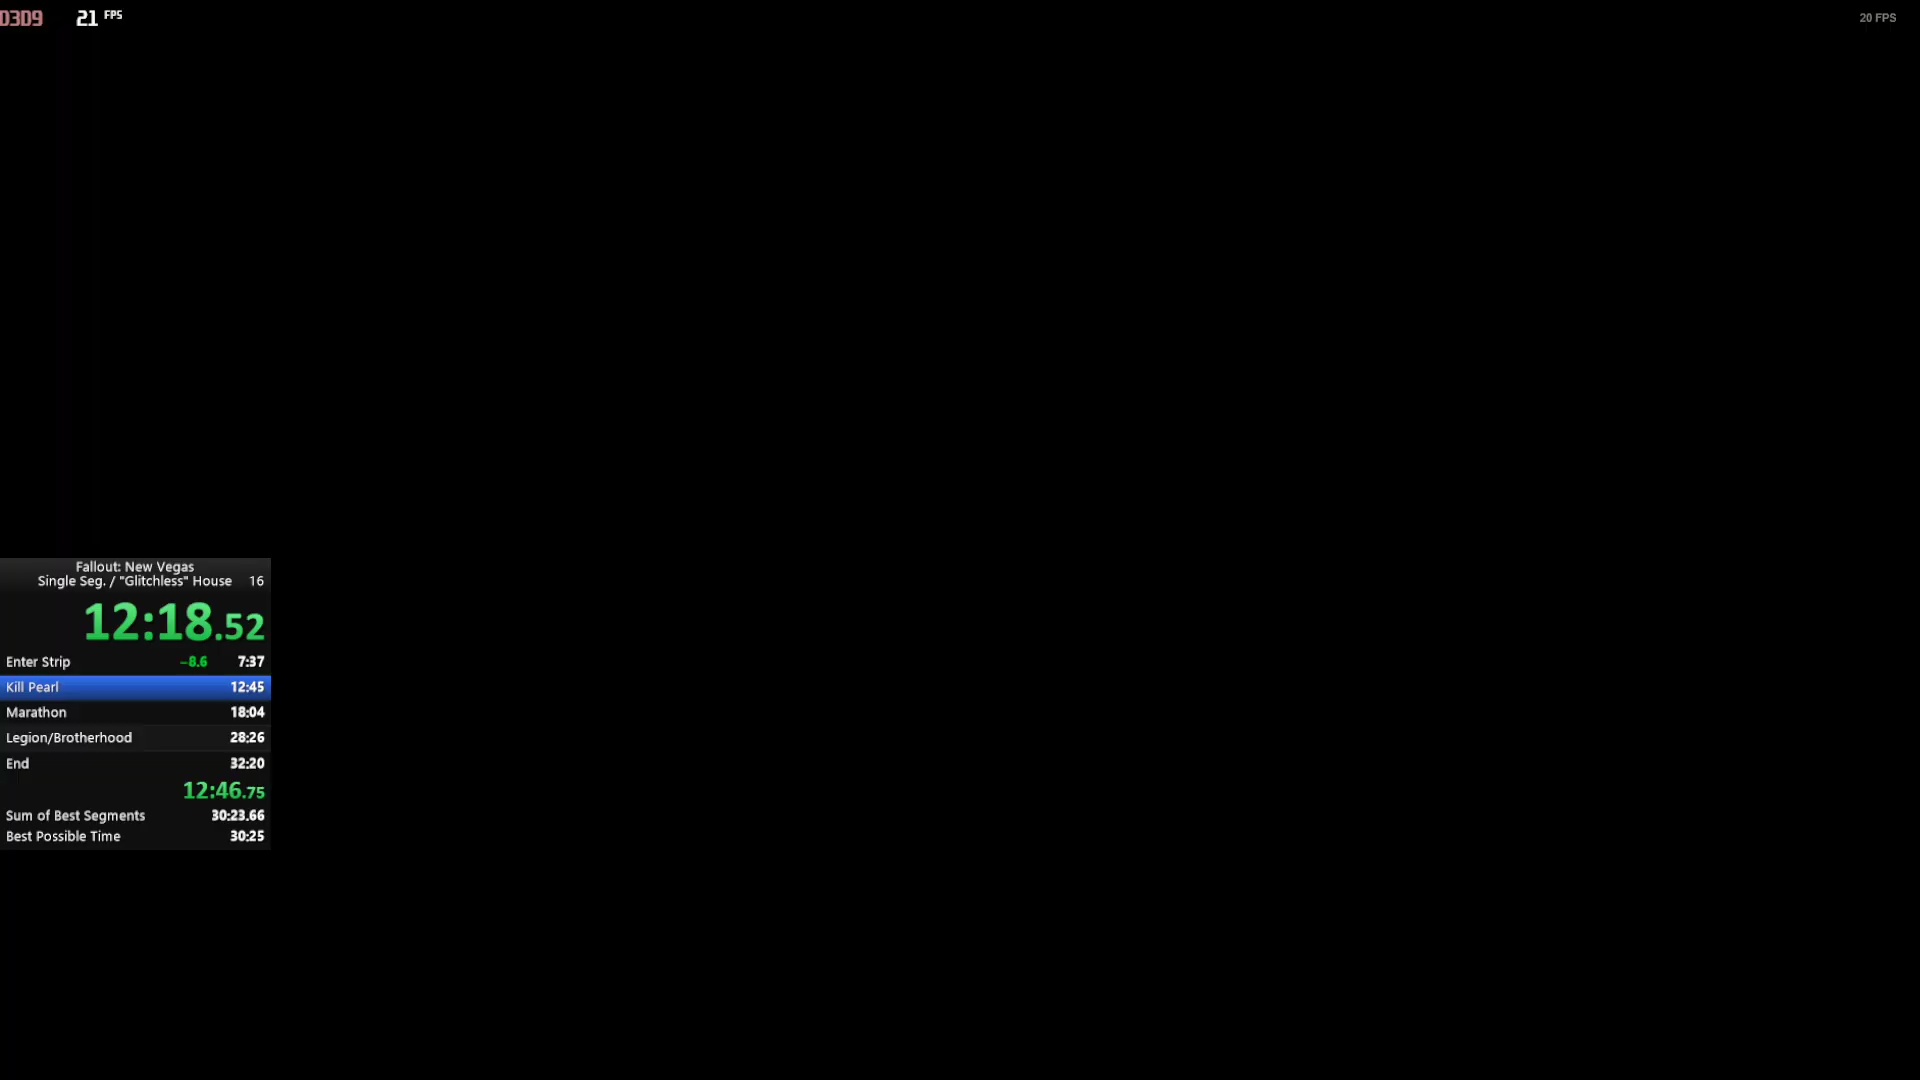 D3D9 21 FPS
20 FPS
Fallout: New Vegas
Single Seg. / "Glitchless" House 16
12:18.52
Enter Strip −8.6 7:37
Kill Pearl 12:45
Marathon 18:04
Legion/Brotherhood 28:26
End 32:20
12:46.75
Sum of Best Segments 30:23.66
Best Possible Time 30:25